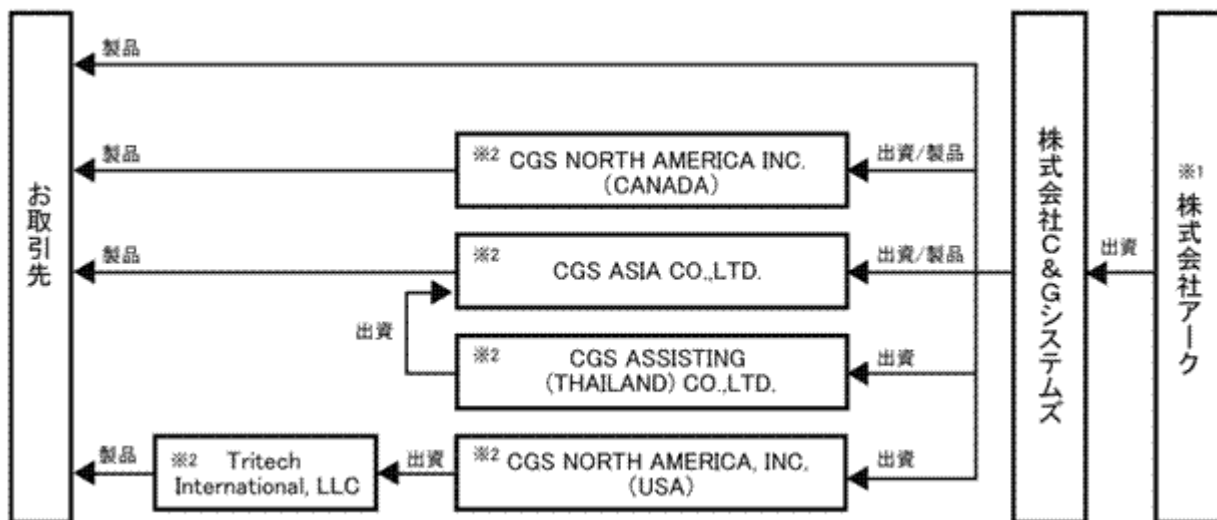 お取引先
製品
製品
※2 CGS NORTH AMERICA INC.
(CANADA)
出資/製品
製品
※2 CGS ASIA CO.,LTD.
出資/製品
出資
※2 CGS ASSISTING
(THAILAND) CO.,LTD.
出資
製品
※2 Tritech
International, LLC
出資
※2 CGS NORTH AMERICA, INC.
(USA)
出資
株式会社C&Gシステムズ
出資
※1 株式会社アーク